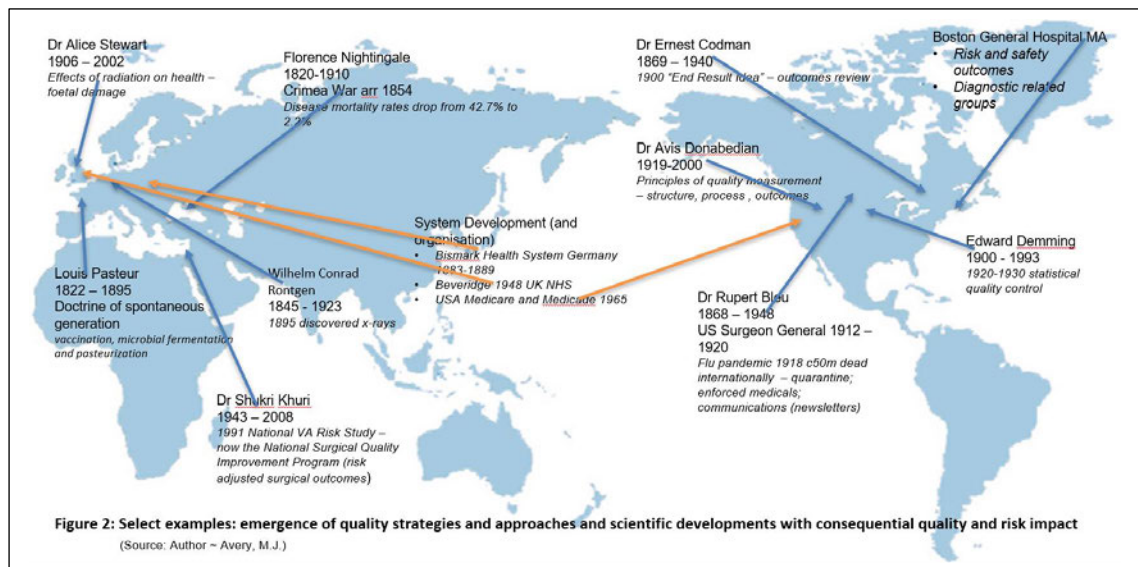 Dr Alice Stewart
1906 – 2002
Effects of radiation on health –
foetal damage
Florence Nightingale
1820-1910
Crimea War arr 1854
Disease mortality rates drop from 42.7% to
2.2%
Dr Ernest Codman
1869 – 1940
1900 "End Result Idea" – outcomes review
Boston General Hospital MA
• Risk and safety
outcomes
• Diagnostic related
groups
Dr Avis Donabedian
1919-2000
Principles of quality measurement
– structure, process , outcomes
System Development (and
organisation)
• Bismark Health System Germany
1883-1889
• Beveridge 1948 UK NHS
• USA Medicare and Medicade 1965
Edward Demming
1900 - 1993
1920-1930 statistical
quality control
Louis Pasteur
1822 – 1895
Doctrine of spontaneous
generation
vaccination, microbial fermentation
and pasteurization
Wilhelm Conrad
Rontgen
1845 - 1923
1895 discovered x-rays
Dr Rupert Bleu
1868 – 1948
US Surgeon General 1912 –
1920
Flu pandemic 1918 c50m dead
internationally – quarantine;
enforced medicals;
communications (newsletters)
Dr Shukri Khuri
1943 – 2008
1991 National VA Risk Study –
now the National Surgical Quality
Improvement Program (risk
adjusted surgical outcomes)
Figure 2: Select examples: emergence of quality strategies and approaches and scientific developments with consequential quality and risk impact
(Source: Author ~ Avery, M.J.)